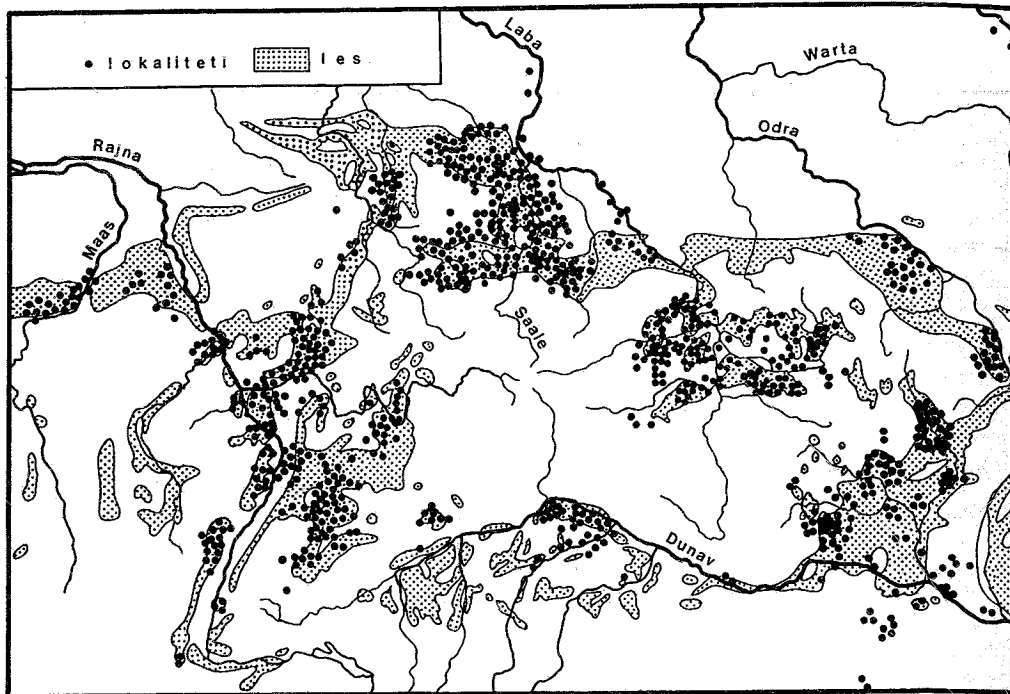 lokaliteti les
Laba
Warta
Odra
Rajna
Maas
Saale
Dunav